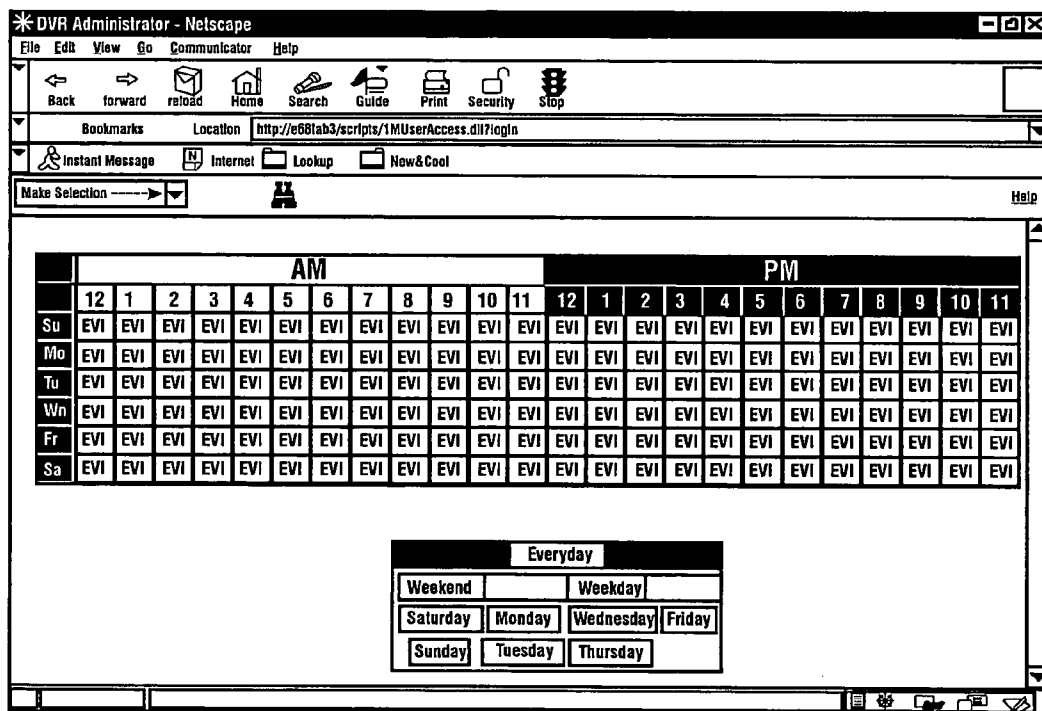 DVR Administrator - Netscape
File Edit View Go Communicator Help
Back forward reload Home Search Guide Print Security Stop
Bookmarks Location http://e68lab3/scripts/1MUserAccess.dll?login
Instant Message N Internet Lookup New&Cool
Make Selection -----> Help
AM PM
12 1 2 3 4 5 6 7 8 9 10 11 12 1 2 3 4 5 6 7 8 9 10 11
Su EVI EVI EVI EVI EVI EVI EVI EVI EVI EVI EVI EVI EVI EVI EVI EVI EVI EVI EVI EVI EVI EVI EVI EVI
Mo EVI EVI EVI EVI EVI EVI EVI EVI EVI EVI EVI EVI EVI EVI EVI EVI EVI EVI EVI EVI EVI EVI EVI EVI
Tu EVI EVI EVI EVI EVI EVI EVI EVI EVI EVI EVI EVI EVI EVI EVI EVI EVI EVI EVI EVI EVI EVI EVI EVI
Wn EVI EVI EVI EVI EVI EVI EVI EVI EVI EVI EVI EVI EVI EVI EVI EVI EVI EVI EVI EVI EVI EVI EVI EVI
Fr EVI EVI EVI EVI EVI EVI EVI EVI EVI EVI EVI EVI EVI EVI EVI EVI EVI EVI EVI EVI EVI EVI EVI EVI
Sa EVI EVI EVI EVI EVI EVI EVI EVI EVI EVI EVI EVI EVI EVI EVI EVI EVI EVI EVI EVI EVI EVI EVI EVI
Everyday
Weekend Weekday
Saturday Monday Wednesday Friday
Sunday Tuesday Thursday